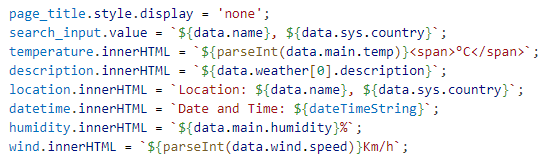 page_title.style.display = 'none';
search_input.value = `${data.name}, ${data.sys.country}`;
temperature.innerHTML = `${parseInt(data.main.temp)}<span>°C</span>`;
description.innerHTML = `${data.weather[0].description}`;
location.innerHTML = `Location: ${data.name}, ${data.sys.country}`;
datetime.innerHTML = `Date and Time: ${dateTimeString}`;
humidity.innerHTML = `${data.main.humidity}%`;
wind.innerHTML = `${parseInt(data.wind.speed)}Km/h`;